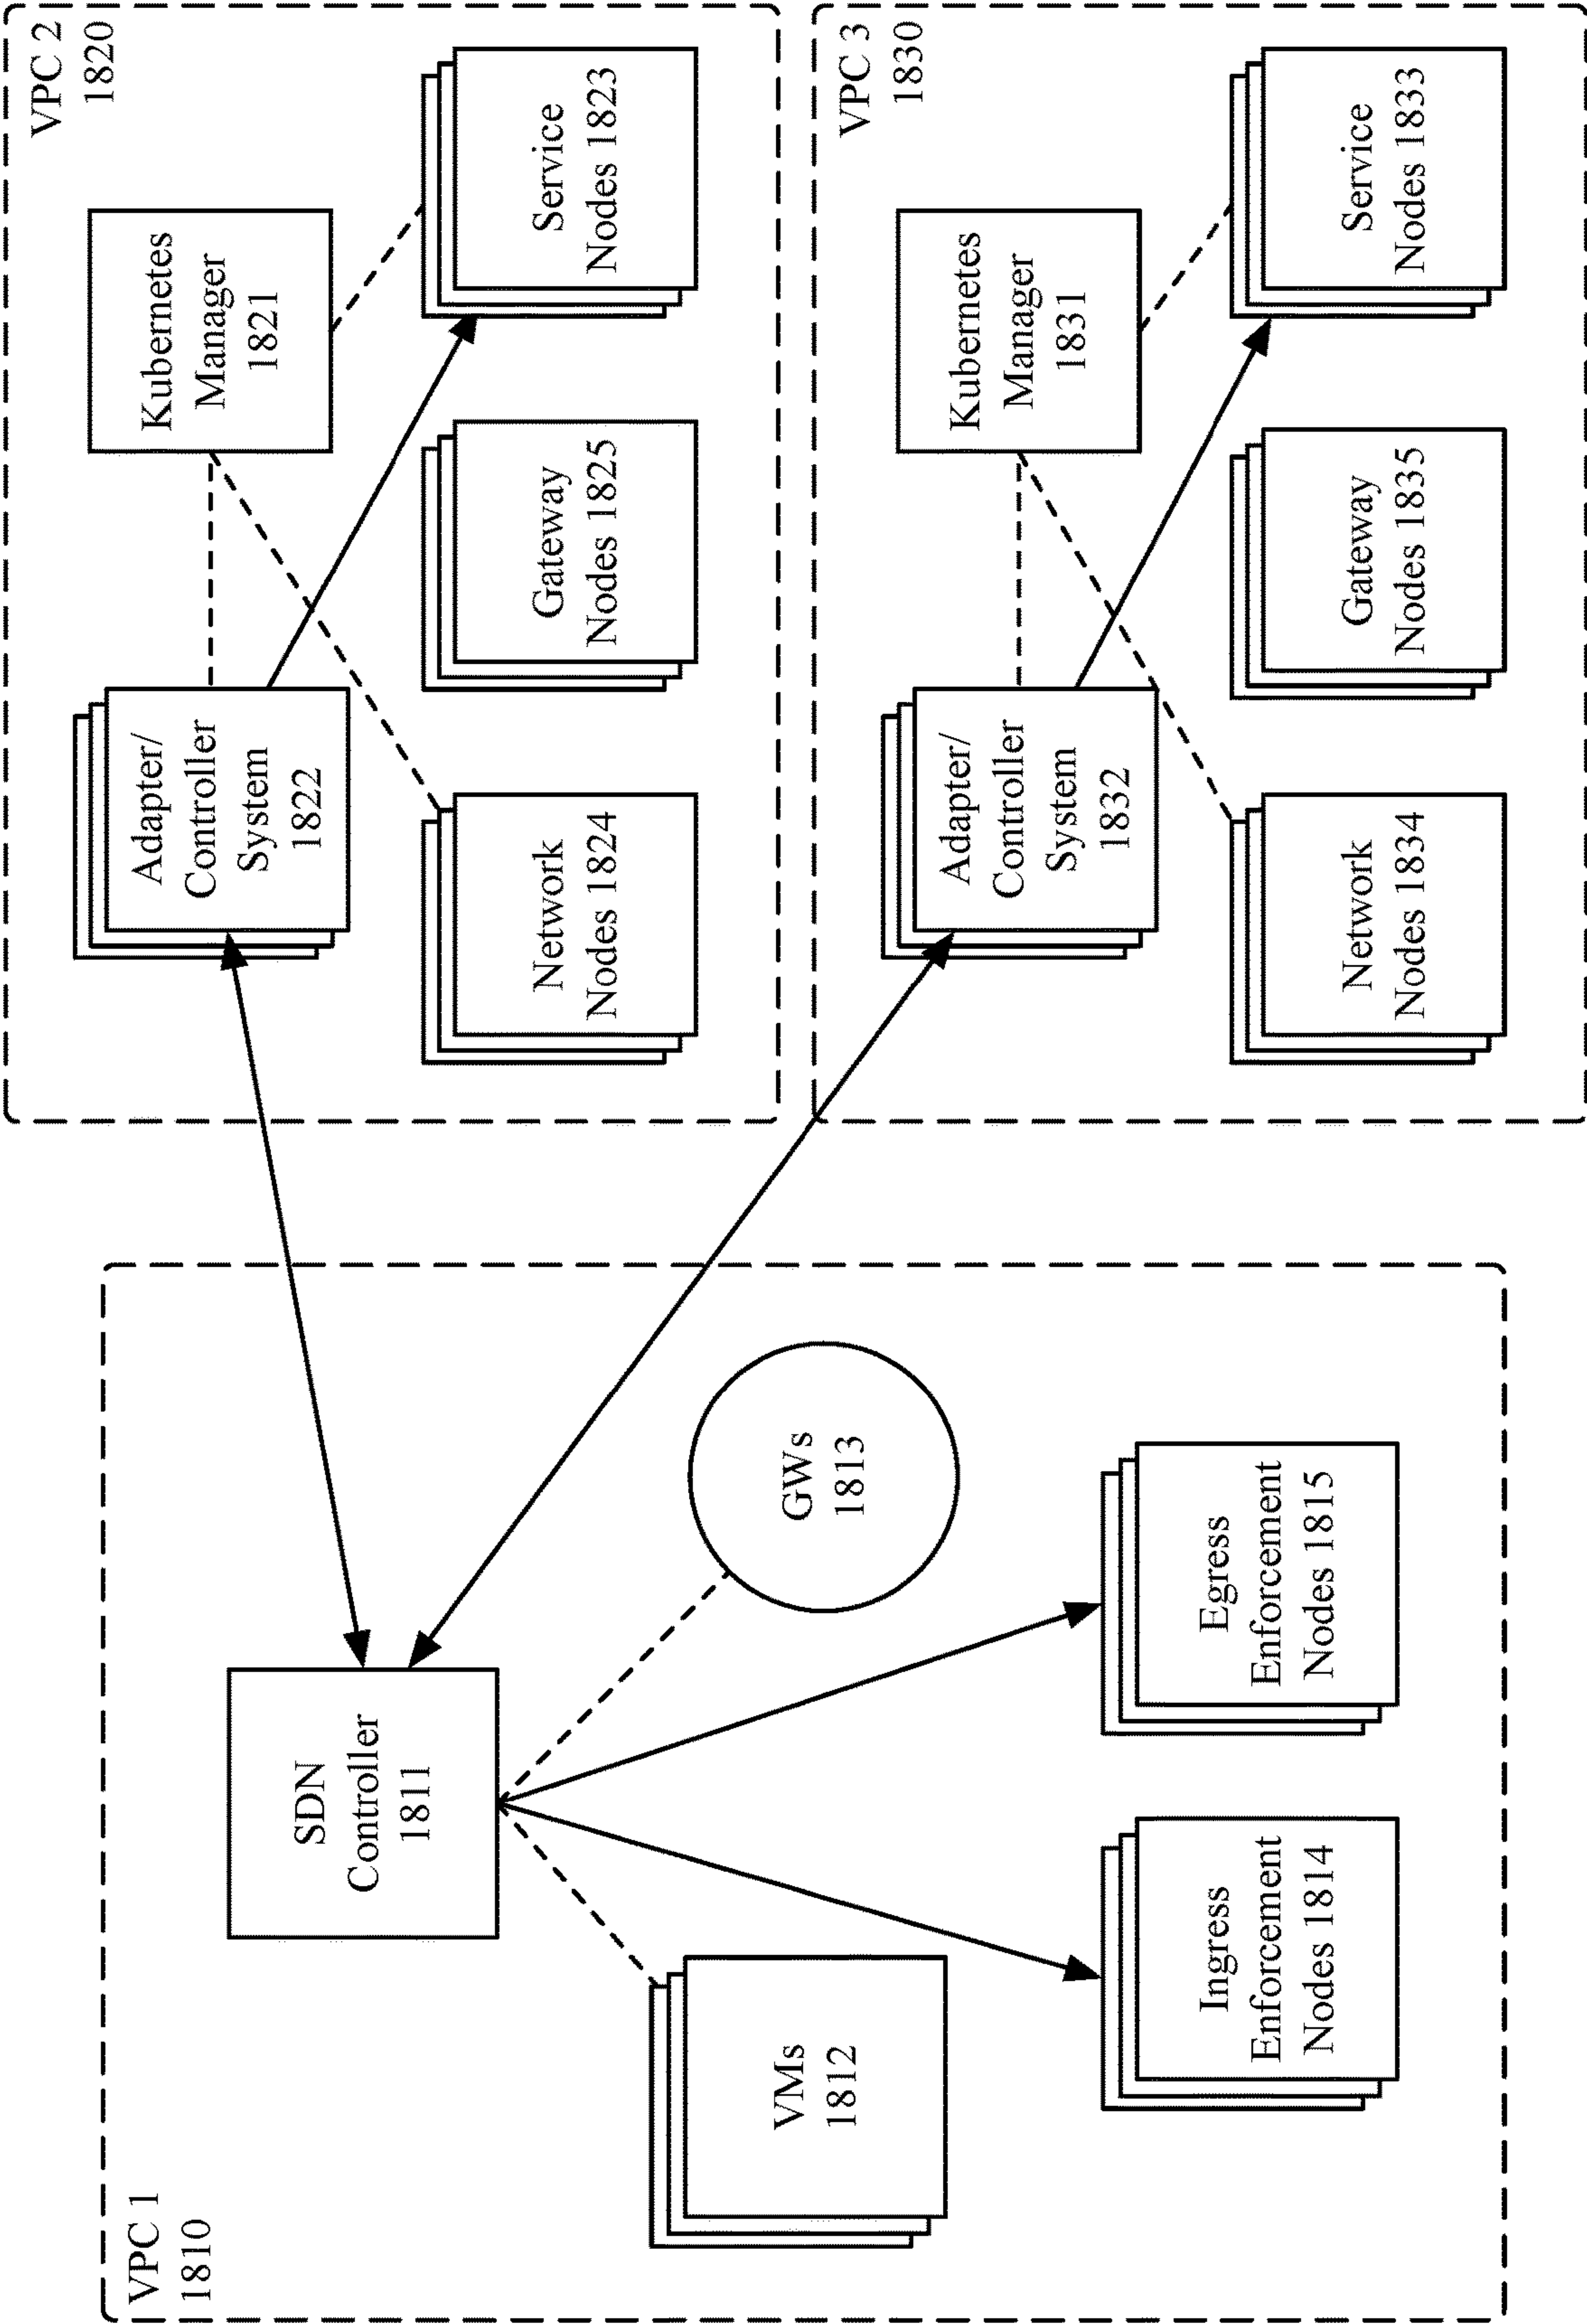 VPC 1
1810
SDN
Controller
1811
VMs
1812
GWs
1813
Ingress
Enforcement
Nodes 1814
Egress
Enforcement
Nodes 1815
VPC 2
1820
Adapter/
Controller
System
1822
Kubernetes
Manager
1821
Network
Nodes 1824
Gateway
Nodes 1825
Service
Nodes 1823
VPC 3
1830
Adapter/
Controller
System
1832
Kubernetes
Manager
1831
Network
Nodes 1834
Gateway
Nodes 1835
Service
Nodes 1833